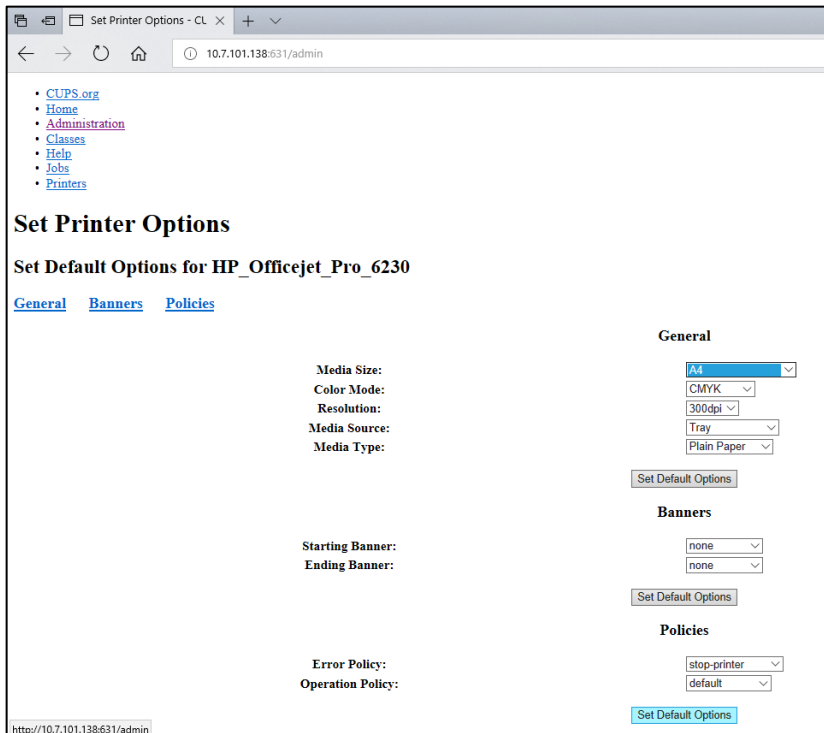 Set Printer Options - CU
10.7.101.138:631/admin
CUPS.org
Home
Administration
Classes
Help
Jobs
Printers
Set Printer Options
Set Default Options for HP_Officejet_Pro_6230
General Banners Policies
General
Media Size: A4
Color Mode: CMYK
Resolution: 300dpi
Media Source: Tray
Media Type: Plain Paper
Set Default Options
Banners
Starting Banner: none
Ending Banner: none
Set Default Options
Policies
Error Policy: stop-printer
Operation Policy: default
Set Default Options
http://10.7.101.138:631/admin